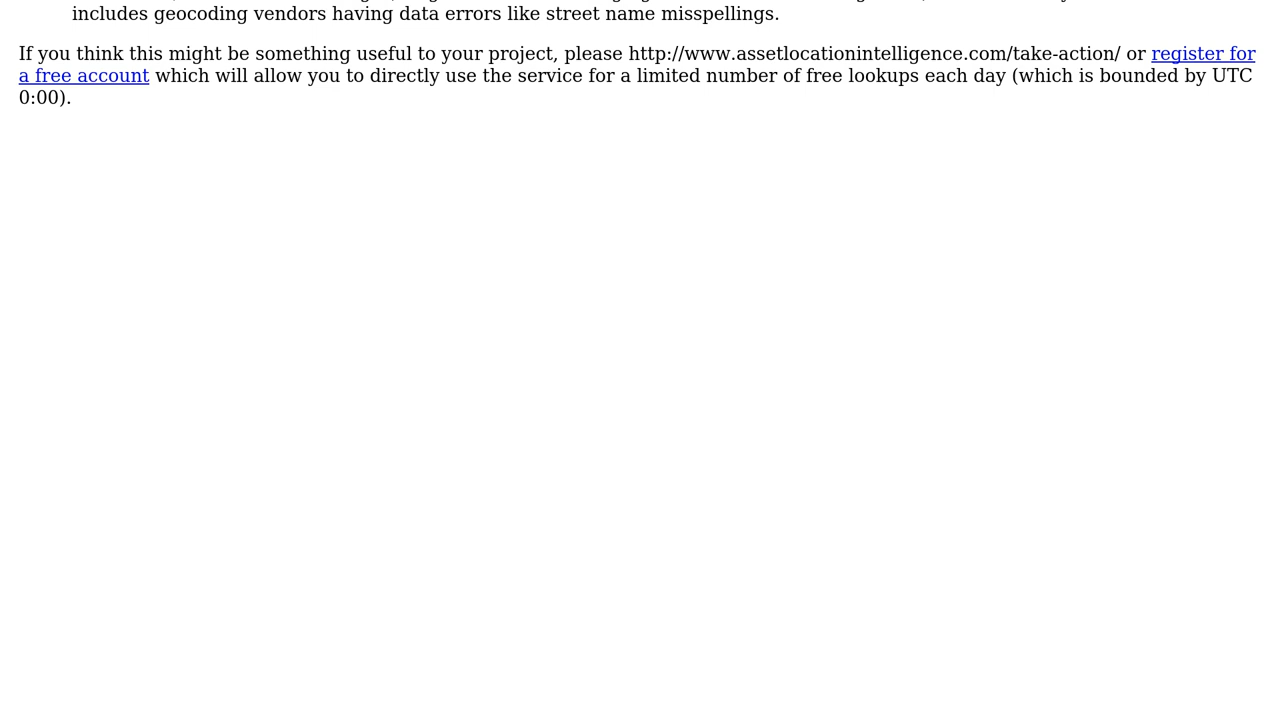 includes geocoding vendors having data errors like street name misspellings.
If you think this might be something useful to your project, please http://www.assetlocationintelligence.com/take-action/ or register for
a free account which will allow you to directly use the service for a limited number of free lookups each day (which is bounded by UTC
0:00).